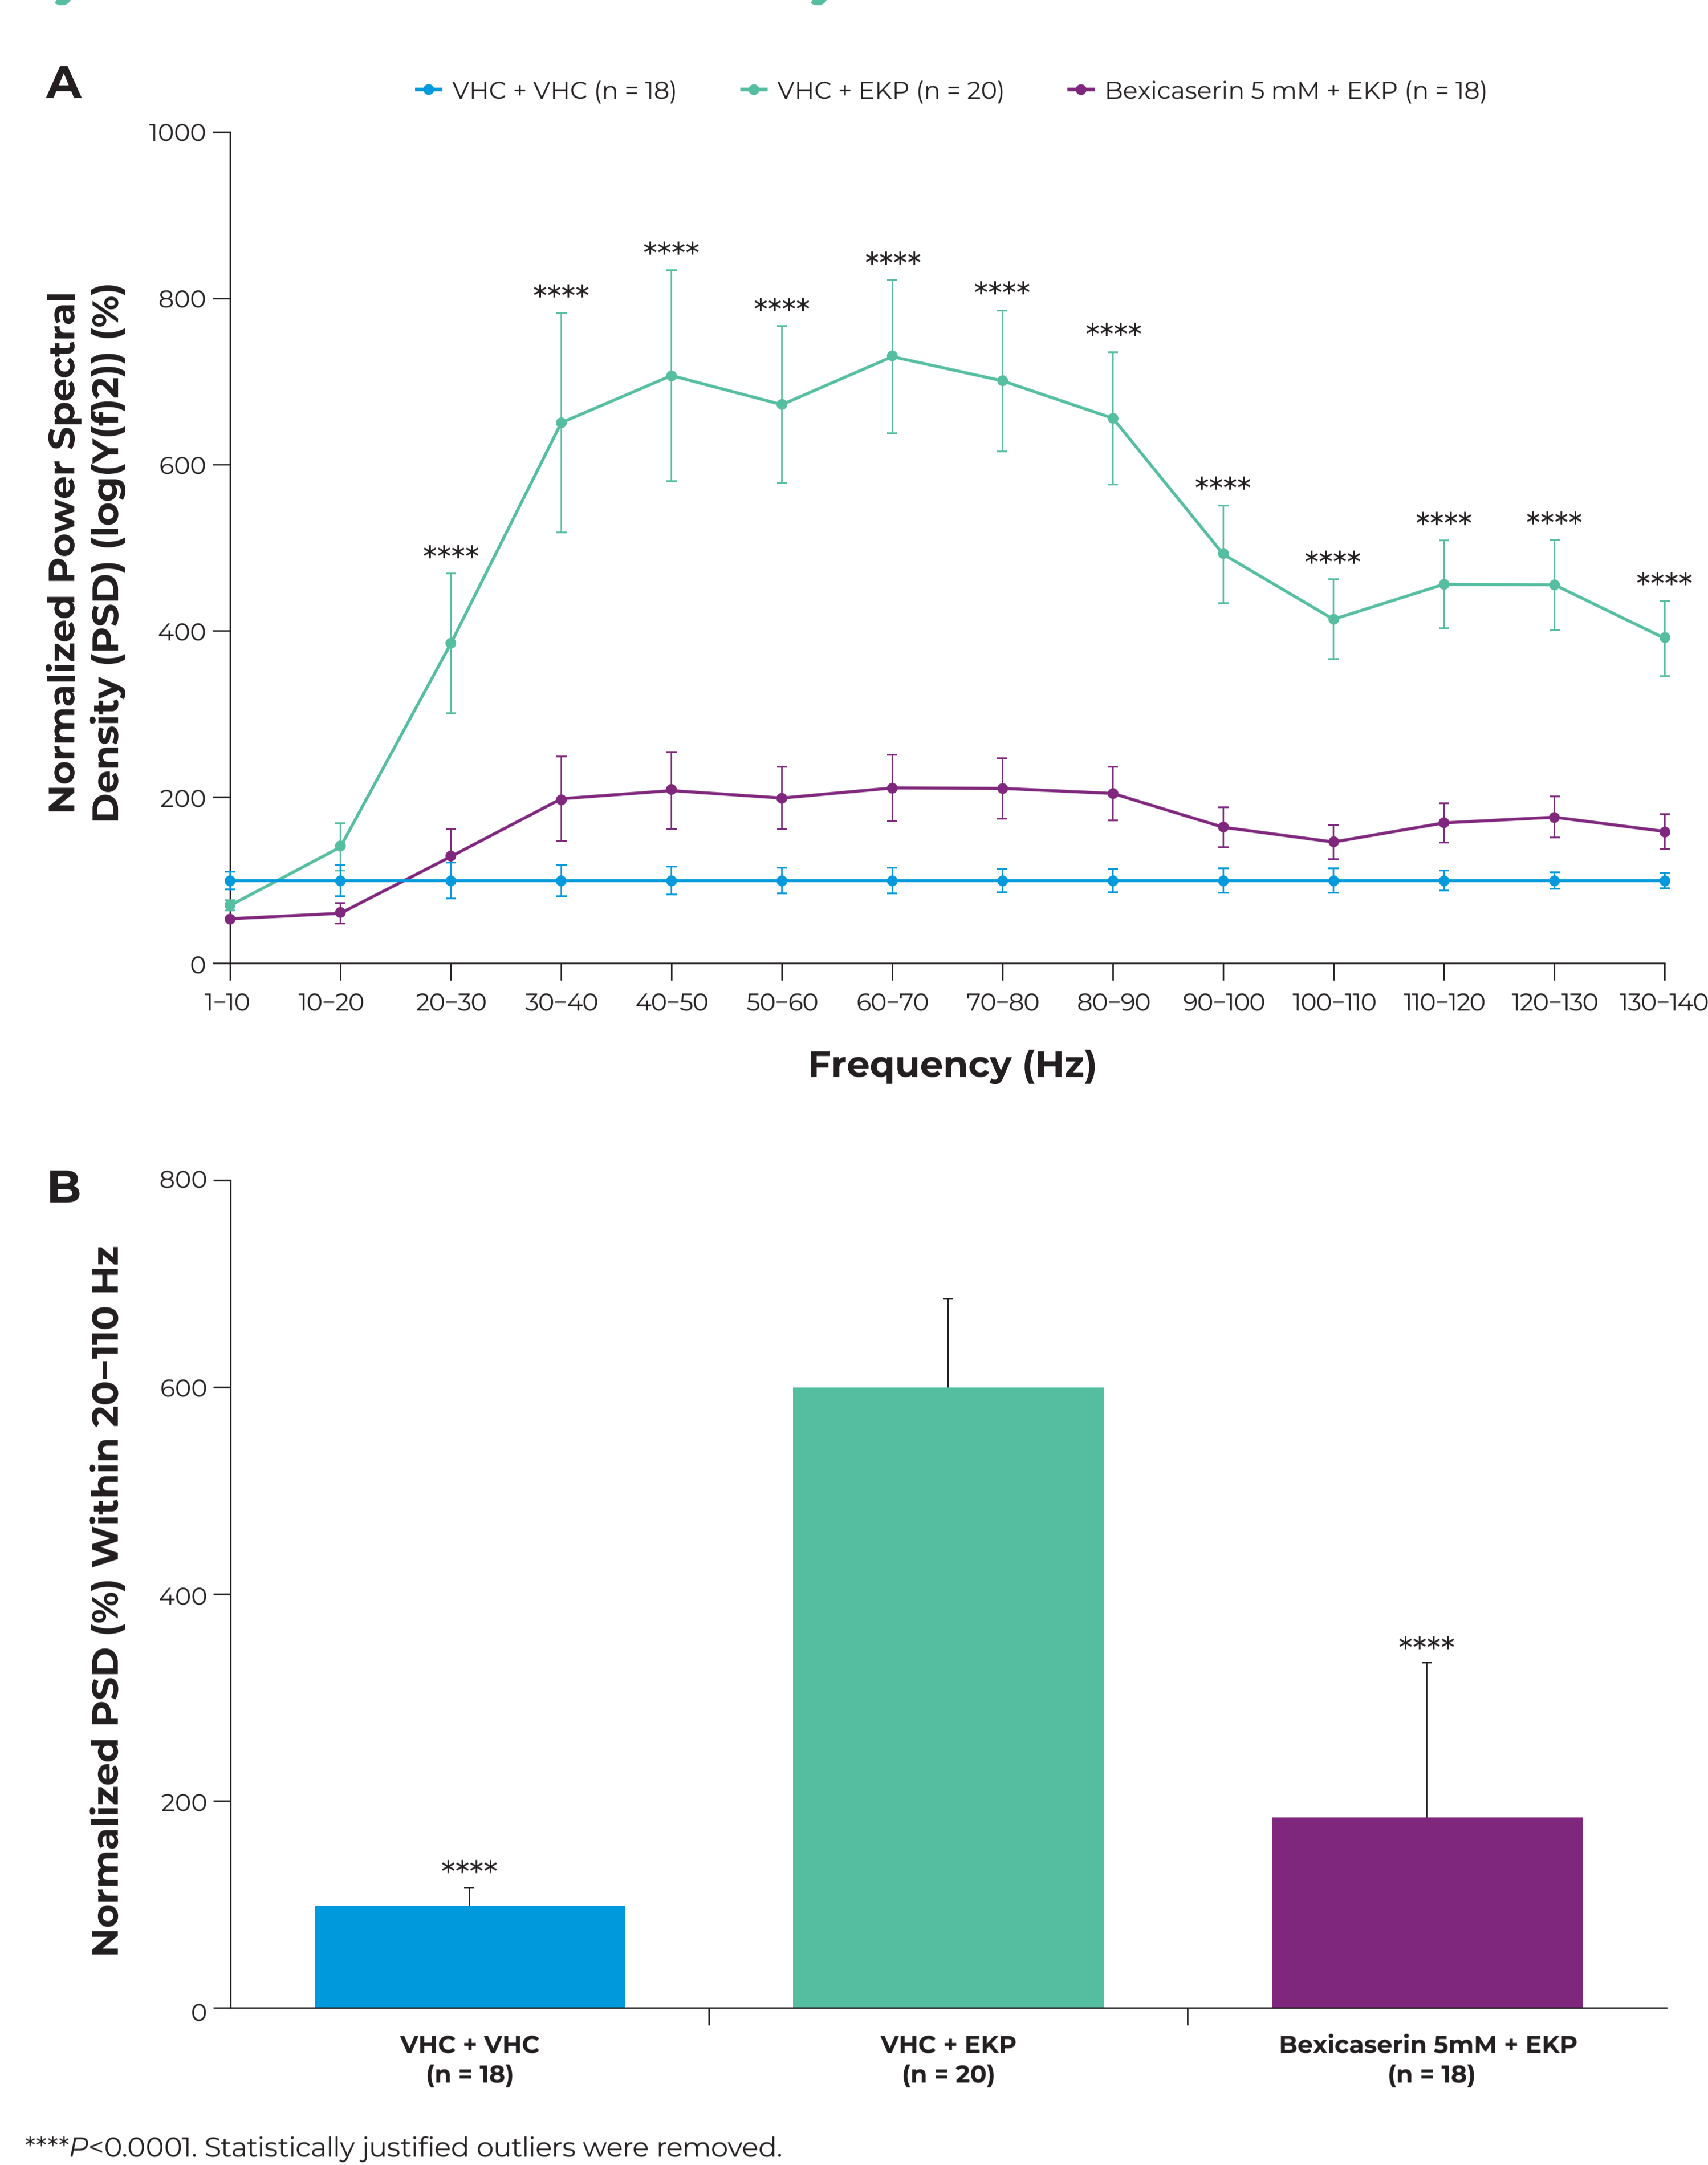 A
VHC + VHC (n = 18)
VHC + EKP (n = 20)
Bexicaserin 5 mM + EKP (n = 18)
Normalized Power Spectral
Density (PSD) (log(Y(f)2)) (%)
1000
800
600
400
200
0
****
****
****
****
****
****
****
****
****
****
****
****
1–10
10–20
20–30
30–40
40–50
50–60
60–70
70–80
80–90
90–100
100–110
110–120
120–130
130–140
Frequency (Hz)
B
Normalized PSD (%) Within 20–110 Hz
800
600
400
200
0
****
****
VHC + VHC
(n = 18)
VHC + EKP
(n = 20)
Bexicaserin 5mM + EKP
(n = 18)
****P<0.0001. Statistically justified outliers were removed.